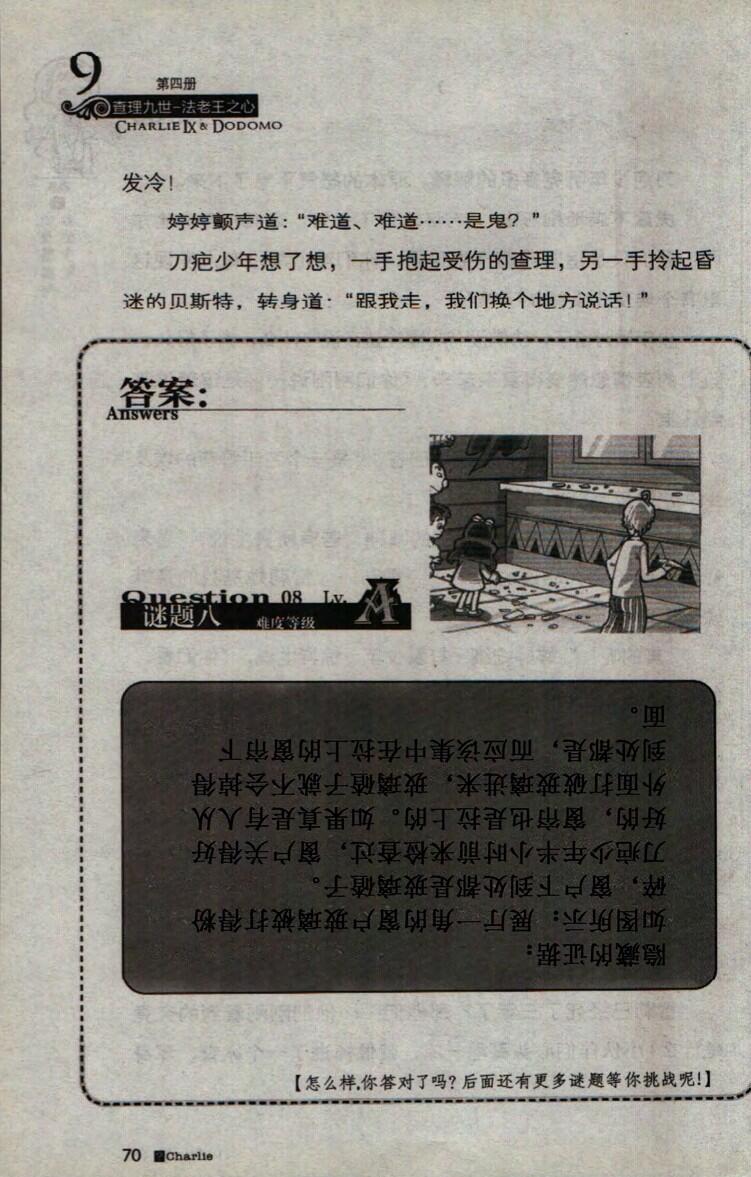 9
第四册
查理九世-法老王之心
CHARLIE IX & DODOMO
发冷！
婷婷颤声道：“难道、难道……是鬼？”
刀疤少年想了想，一手抱起受伤的查理，另一手拎起昏
迷的贝斯特，转身道：“跟我走，我们换个地方说话！”
答案：
Answers
Question 08 Lv.
谜题八 难度等级 A
隐藏的证据：
如图所示：展厅一角的窗户玻璃被打得粉
碎，窗户下到处都是玻璃碴子。
刀疤少年半小时前来检查过，窗户关得好
好的，窗帘也是拉上的。如果真是有人从
外面打破玻璃进来，玻璃碴子就不会掉得
到处都是，而应该集中在拉上的窗帘下
面。
【怎么样，你答对了吗？后面还有更多谜题等你挑战呢！】
70 Charlie